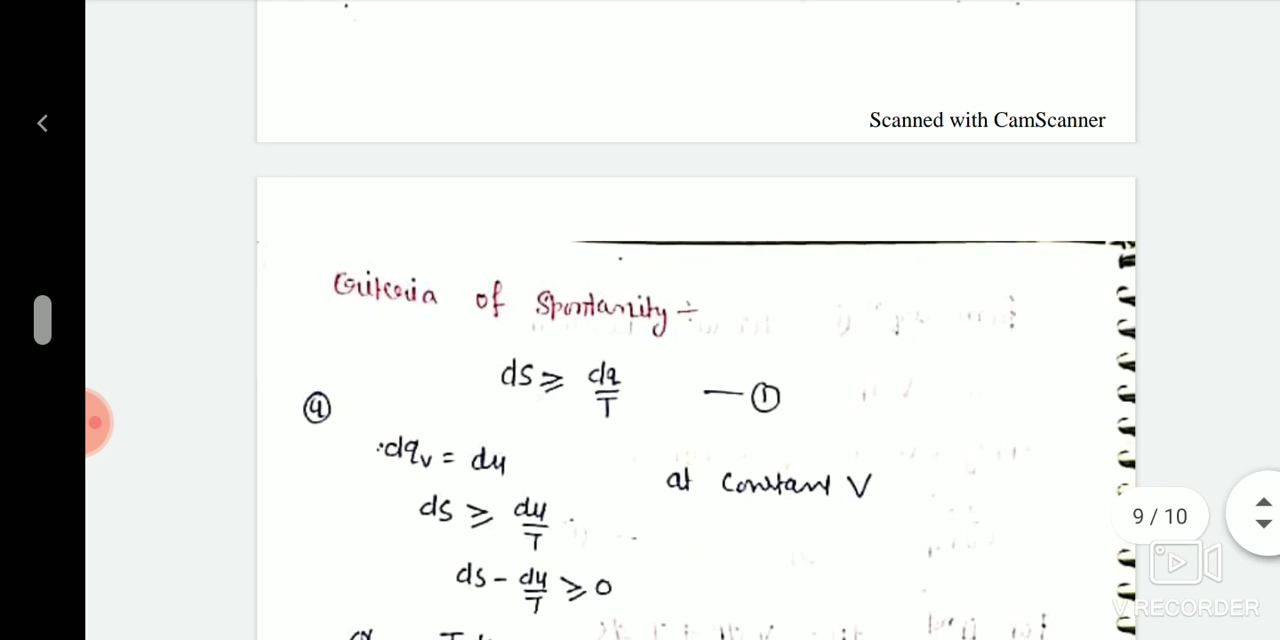 Scanned with CamScanner
Criteria of Spontanity ÷
dS ≥ dq/T — ①
④
dqv = du
at Constant V
dS ≥ du/T
dS - du/T ≥ 0
9 / 10
V RECORDER